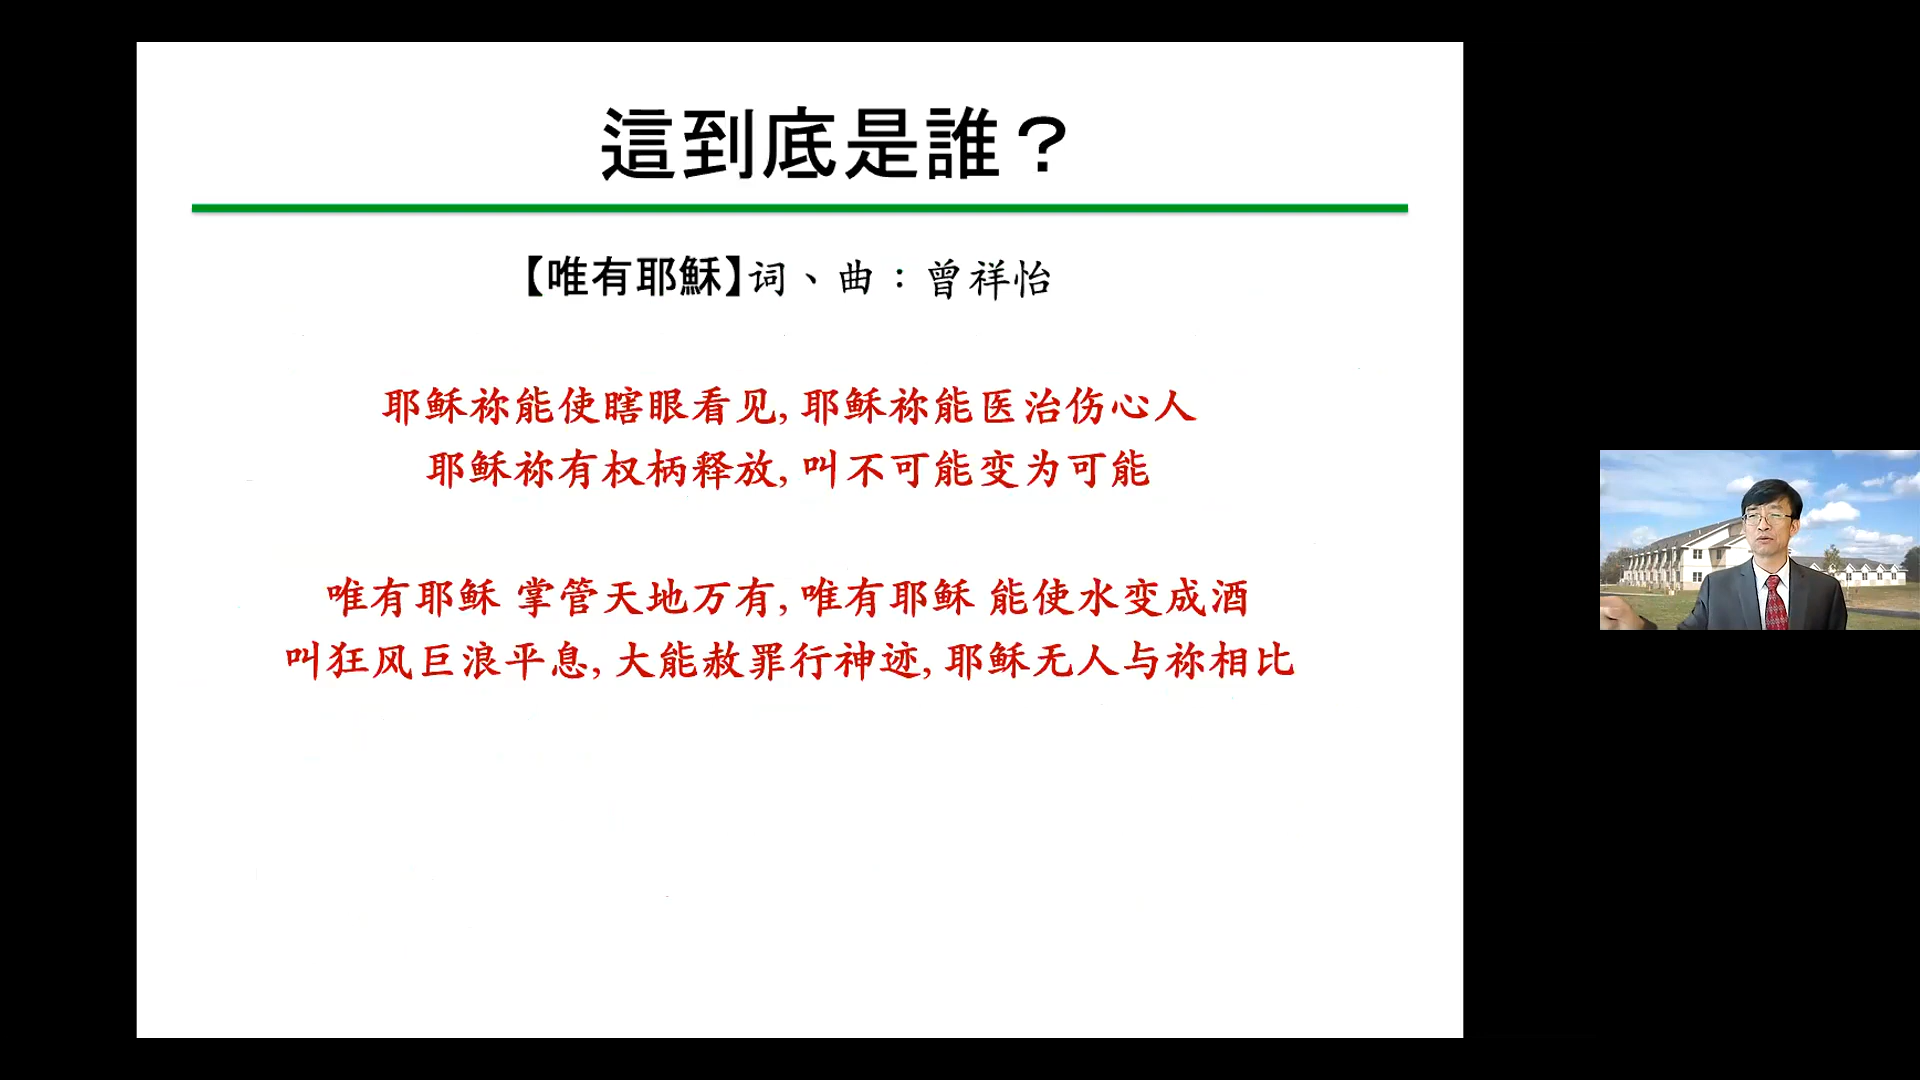 這到底是誰？
【唯有耶穌】词、曲：曾祥怡
耶稣祢能使瞎眼看见, 耶稣祢能医治伤心人
耶稣祢有权柄释放, 叫不可能变为可能
唯有耶稣 掌管天地万有, 唯有耶稣 能使水变成酒
叫狂风巨浪平息, 大能赦罪行神迹, 耶稣无人与祢相比